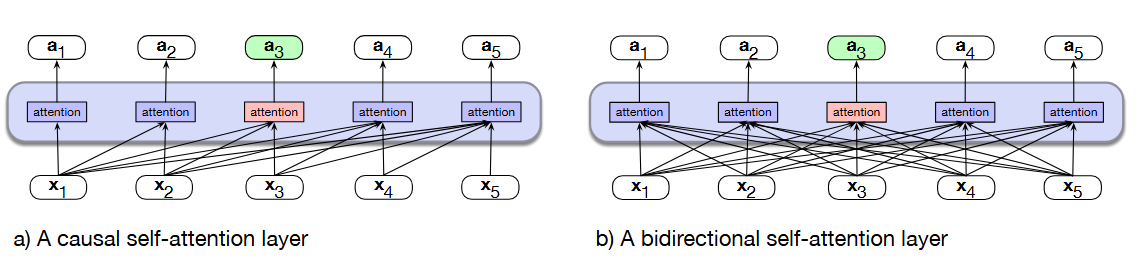 a1 a2 a3 a4 a5 a1 a2 a3 a4 a5
attention attention attention attention attention attention attention attention attention attention
x1 x2 x3 x4 x5 x1 x2 x3 x4 x5
a) A causal self-attention layer b) A bidirectional self-attention layer